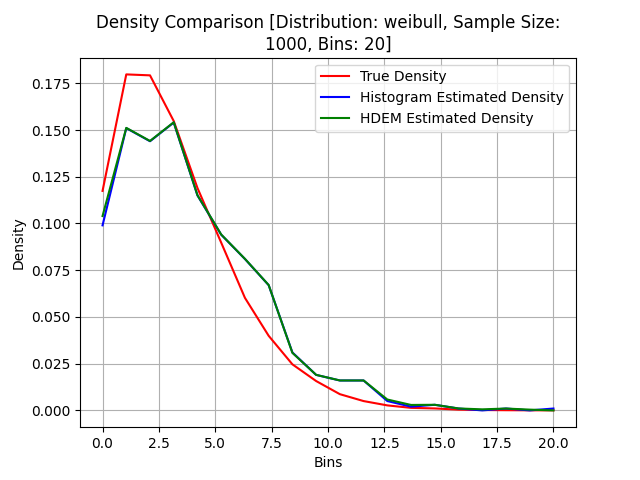 Density Comparison [Distribution: weibull, Sample Size:
1000, Bins: 20]
True Density
Histogram Estimated Density
HDEM Estimated Density
0.175
0.150
0.125
0.100
0.075
0.050
0.025
0.000
Density
0.0 2.5 5.0 7.5 10.0 12.5 15.0 17.5 20.0
Bins